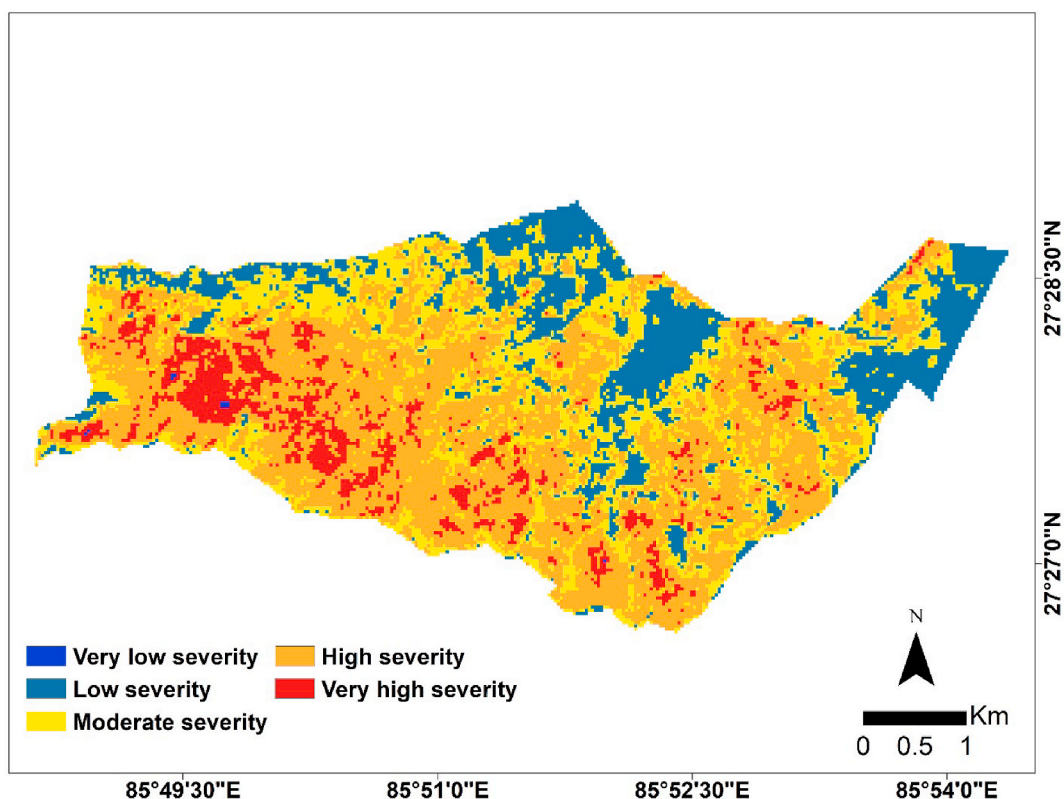 27°28'30"N
27°27'0"N
Very low severity
High severity
Low severity
Very high severity
Moderate severity
N
Km
0 0.5 1
85°49'30"E 85°51'0"E 85°52'30"E 85°54'0"E